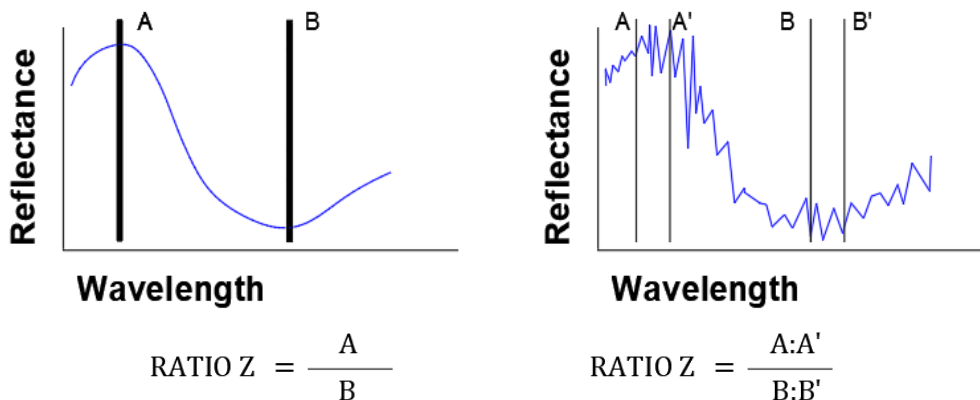 A B
Reflectance
Wavelength
RATIO Z = A
B
A A' B B'
Reflectance
Wavelength
RATIO Z = A:A'
B:B'